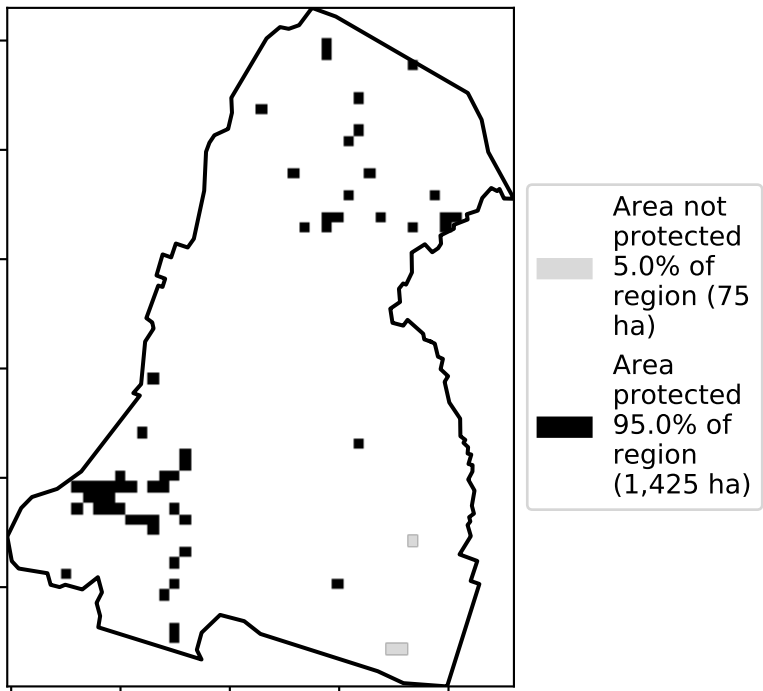 Area not
protected
5.0% of
region (75
ha)
Area
protected
95.0% of
region
(1,425 ha)